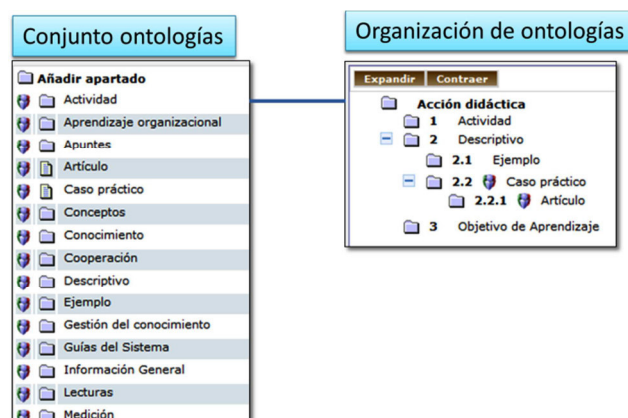 Conjunto ontologías
Añadir apartado
Actividad
Aprendizaje organizacional
Apuntes
Artículo
Caso práctico
Conceptos
Conocimiento
Cooperación
Descriptivo
Ejemplo
Gestión del conocimiento
Guías del Sistema
Información General
Lecturas
Medición
Organización de ontologías
Expandir Contraer
Acción didáctica
1 Actividad
2 Descriptivo
2.1 Ejemplo
2.2 Caso práctico
2.2.1 Artículo
3 Objetivo de Aprendizaje